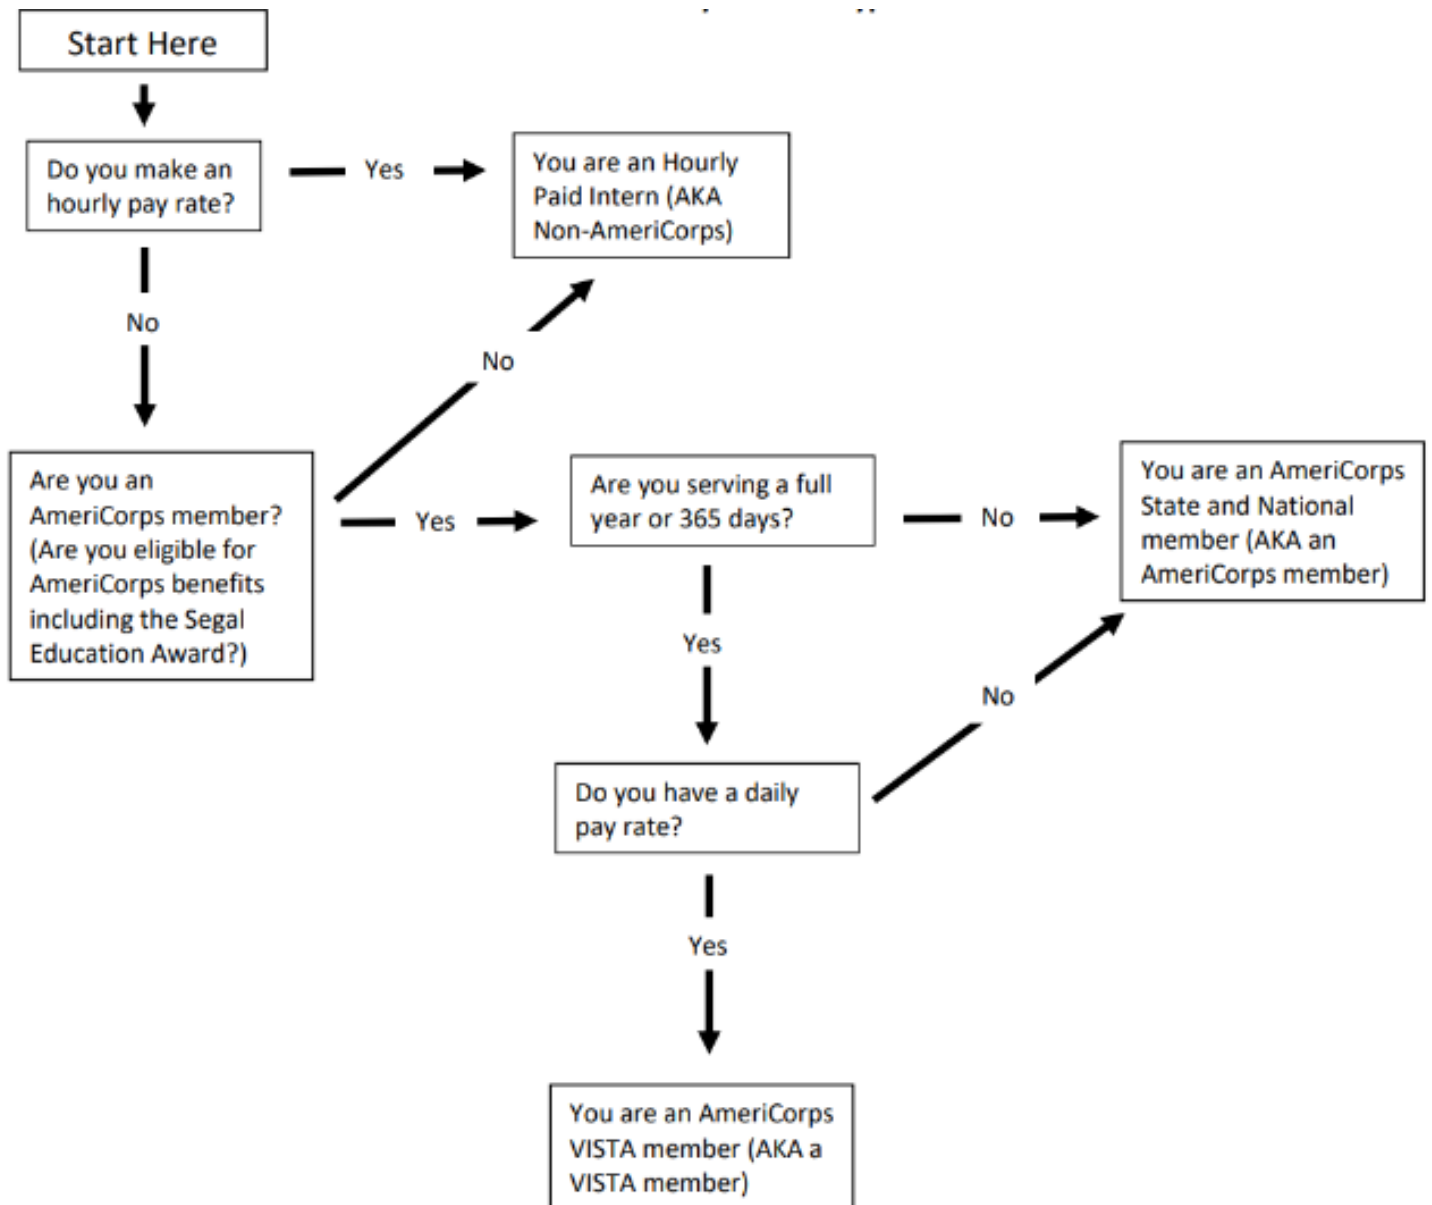 Start Here
Do you make an
hourly pay rate?
Yes
You are an Hourly
Paid Intern (AKA
Non-AmeriCorps)
No
No
Are you an
AmeriCorps member?
(Are you eligible for
AmeriCorps benefits
including the Segal
Education Award?)
Yes
Are you serving a full
year or 365 days?
No
You are an AmeriCorps
State and National
member (AKA an
AmeriCorps member)
Yes
No
Do you have a daily
pay rate?
Yes
You are an AmeriCorps
VISTA member (AKA a
VISTA member)